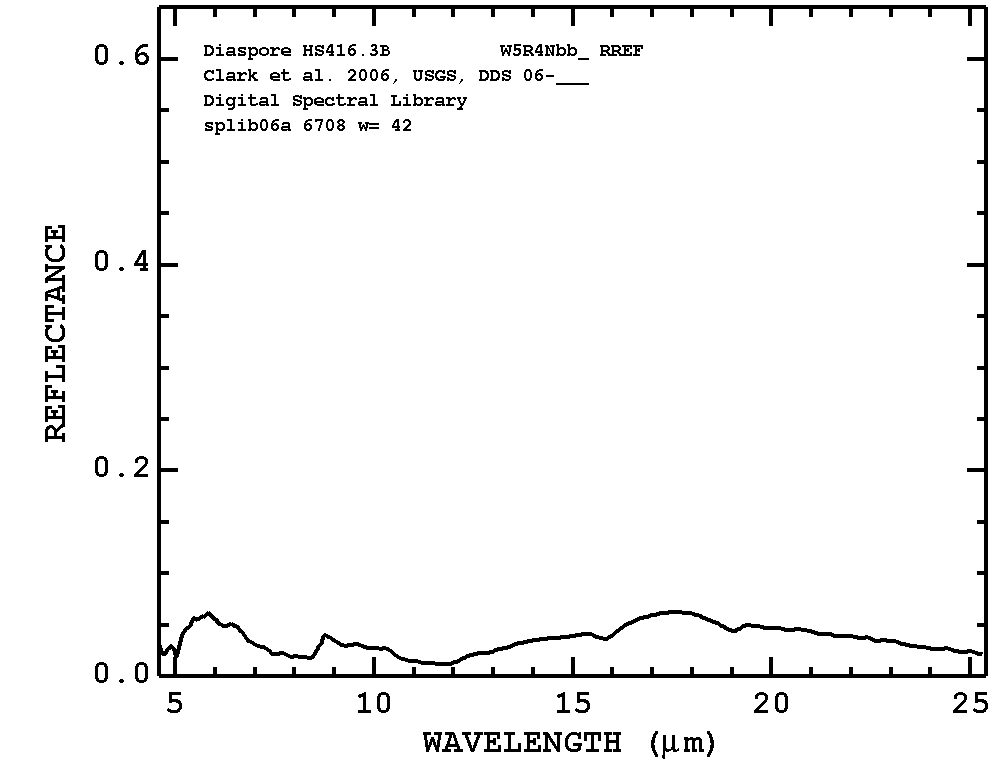 Diaspore HS416.3B W5R4Nbb_ RREF
Clark et al. 2006, USGS, DDS 06-___
Digital Spectral Library
splib06a 6708 w= 42
0.6
0.4
0.2
0.0
REFLECTANCE
5 10 15 20 25
WAVELENGTH (μm)